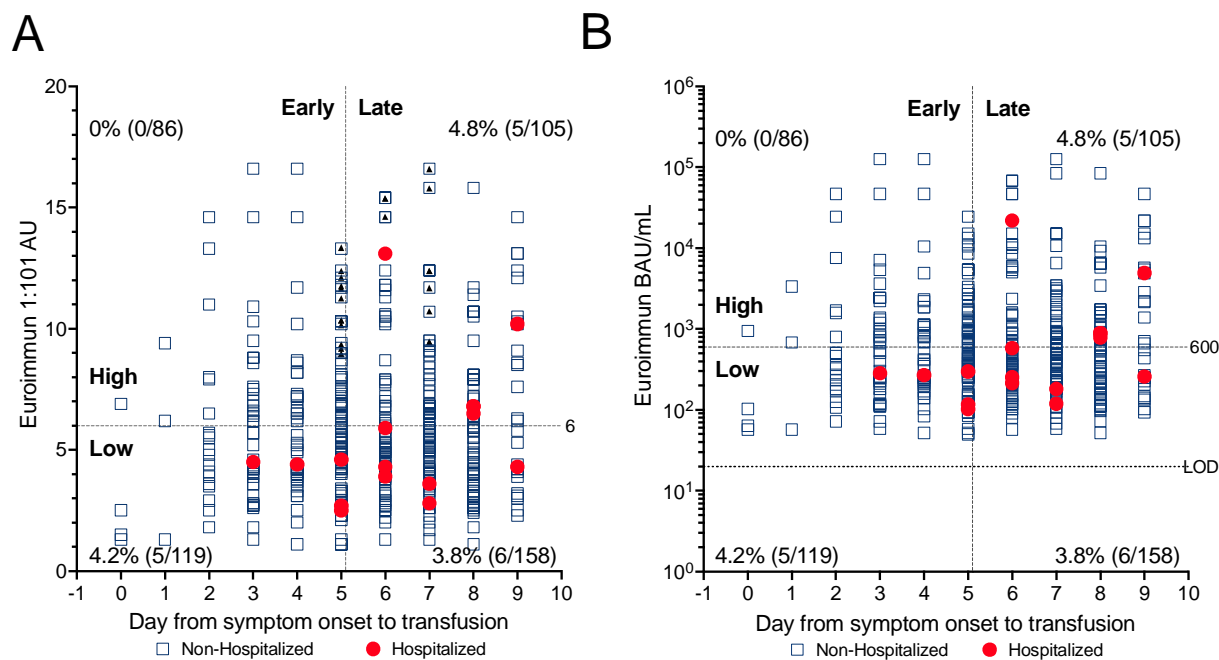 A
Euroimmun 1:101 AU
20
15
10
5
0
Early
Late
0% (0/86)
4.8% (5/105)
High
Low
6
4.2% (5/119)
3.8% (6/158)
-1 0 1 2 3 4 5 6 7 8 9 10
Day from symptom onset to transfusion
Non-Hospitalized Hospitalized
B
Euroimmun BAU/mL
10⁶
10⁵
10⁴
10³
10²
10¹
10⁰
Early
Late
0% (0/86)
4.8% (5/105)
High
Low
600
LOD
4.2% (5/119)
3.8% (6/158)
-1 0 1 2 3 4 5 6 7 8 9 10
Day from symptom onset to transfusion
Non-Hospitalized Hospitalized